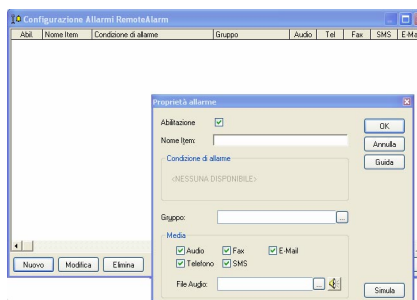 Configurazione Allarmi RemoteAlarm
Abil. Nome Item Condizione di allarme Gruppo Audio Tel Fax SMS E-Ma
Proprietà allarme
Abilitazione
OK
Nome Item:
Annulla
Condizione di allarme
Guida
<NESSUNA DISPONIBILE>
Gruppo: ...
Media
Audio Fax E-Mail
Telefono SMS
File Audio: ...
Nuovo Modifica Elimina
Simula